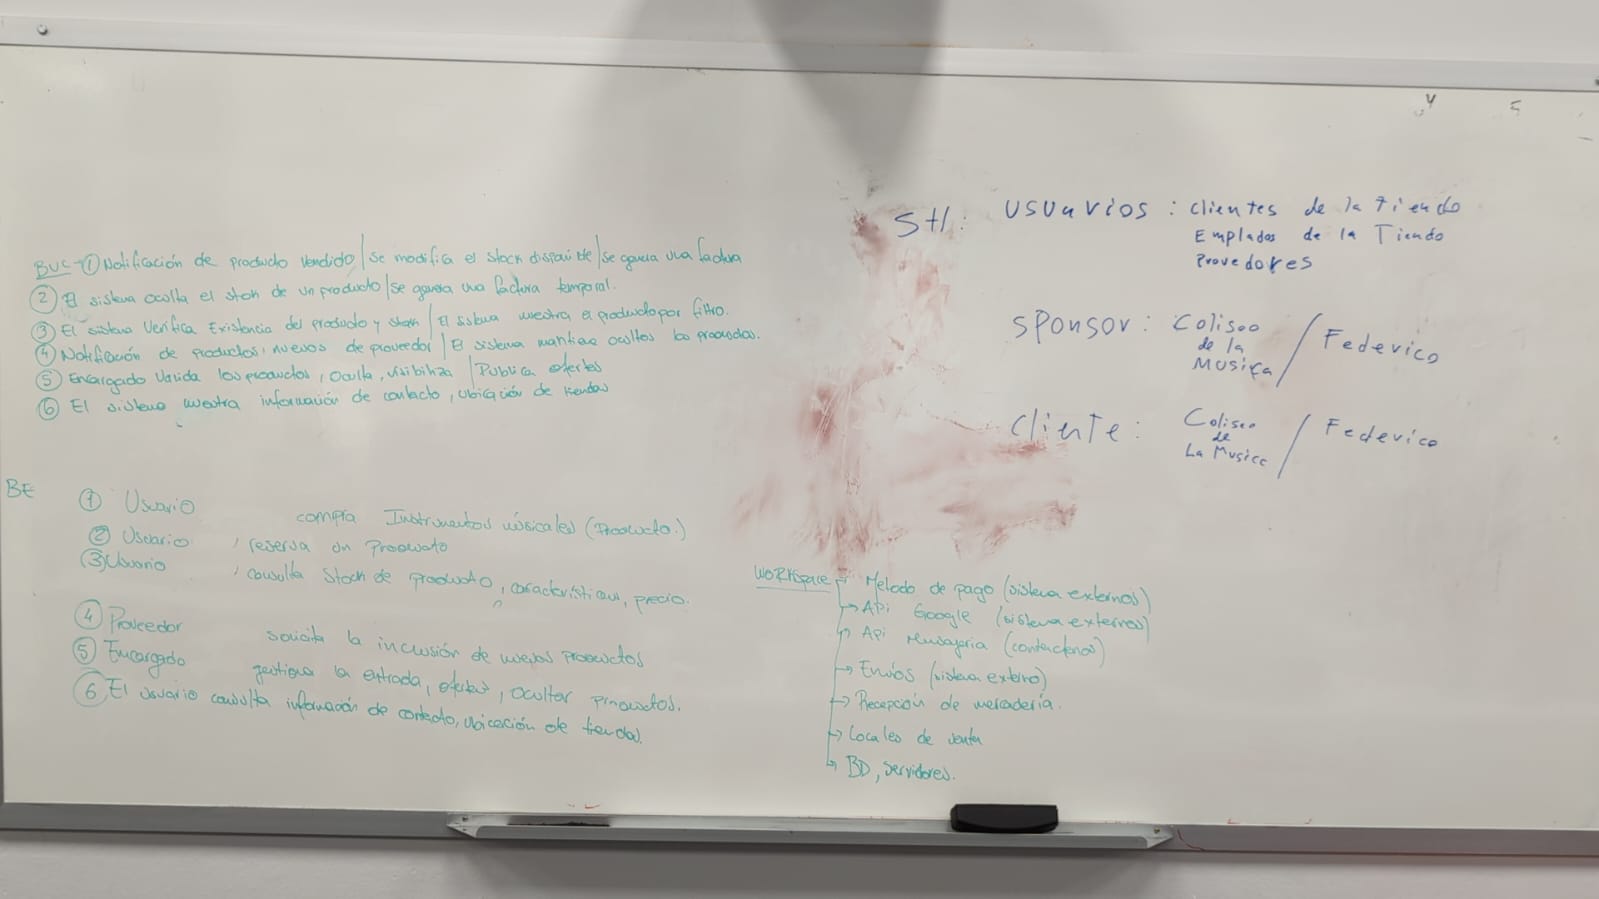 BUC → ① Notificación de producto vendido | Se modifica el stock disponible | se genera una factura
② El sistema oculta el stock de un producto | se genera una factura temporal.
③ El sistema Verifica Existencia del producto y stock | El sistema muestra el producto por filtro.
④ Notificación de productos nuevos de proveedor | El sistema mantiene ocultos los productos.
⑤ Encargado Valida los productos, Oculta, visibiliza | Publica ofertas
⑥ El sistema muestra información de contacto, ubicación de tiendas
BE
① Usuario compra Instrumentos músicales (Producto.)
② Usuario, reserva un Producto
③ Usuario, consulta Stock de producto, características, precio.
④ Proveedor solicita la inclusión de nuevos productos
⑤ Encargado gestiona la entrada, ofertas, ocultar productos.
⑥ El usuario consulta información de contacto, ubicación de tiendas.
STH: USUARIOS: Clientes de la Tienda
Emplados de la Tienda
Provedores
SPONSOR: Coliseo de la MUSICA / Federico
Cliente: Coliseo de La Musica / Federico
WORKspace → Metodo de pago (sistema externos)
→ Api Google (sistema externos)
→ Api Mensajeria (contactenos)
→ Envíos (sistema externo)
→ Recepción de mercadería.
→ Locales de venta
→ BD, servidores.